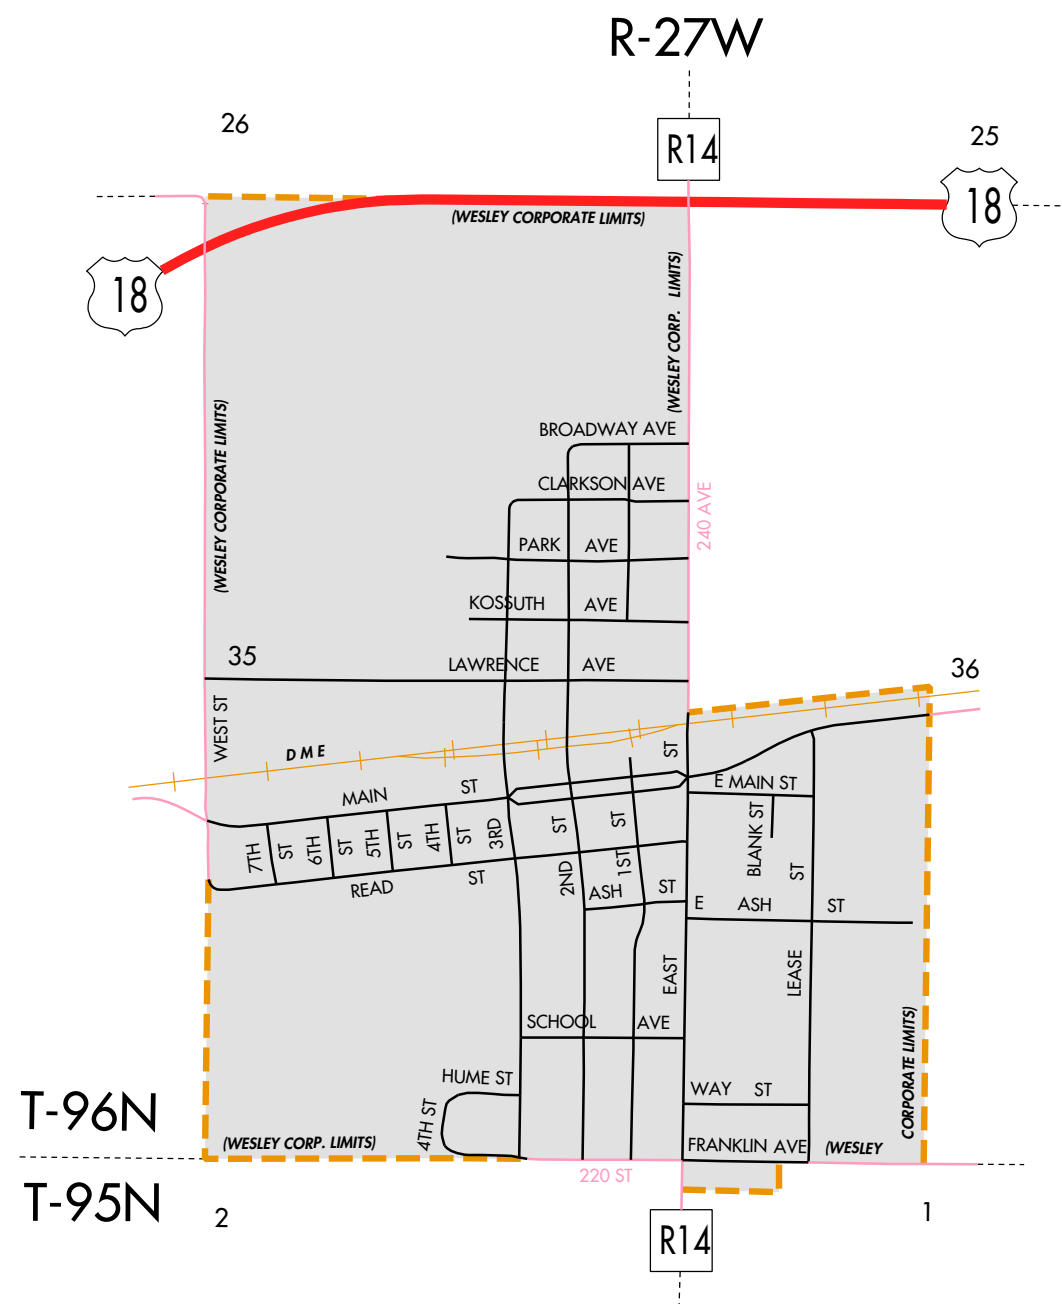 R-27W
26
R14
25
18
(WESLEY CORPORATE LIMITS)
18
(WESLEY CORP. LIMITS)
(WESLEY CORPORATE LIMITS)
BROADWAY AVE
CLARKSON AVE
240 AVE
PARK AVE
KOSSUTH AVE
35
LAWRENCE AVE
36
WEST ST
DME
ST
E MAIN ST
MAIN ST
BLANK ST
7TH ST
6TH ST
5TH ST
4TH ST
3RD
ST
ST
READ ST
2ND
1ST
ASH ST
ST
E ASH ST
EAST
LEASE
SCHOOL AVE
HUME ST
WAY ST
4TH ST
CORPORATE LIMITS)
T-96N
(WESLEY CORP. LIMITS)
FRANKLIN AVE
(WESLEY
220 ST
T-95N
2
1
R14